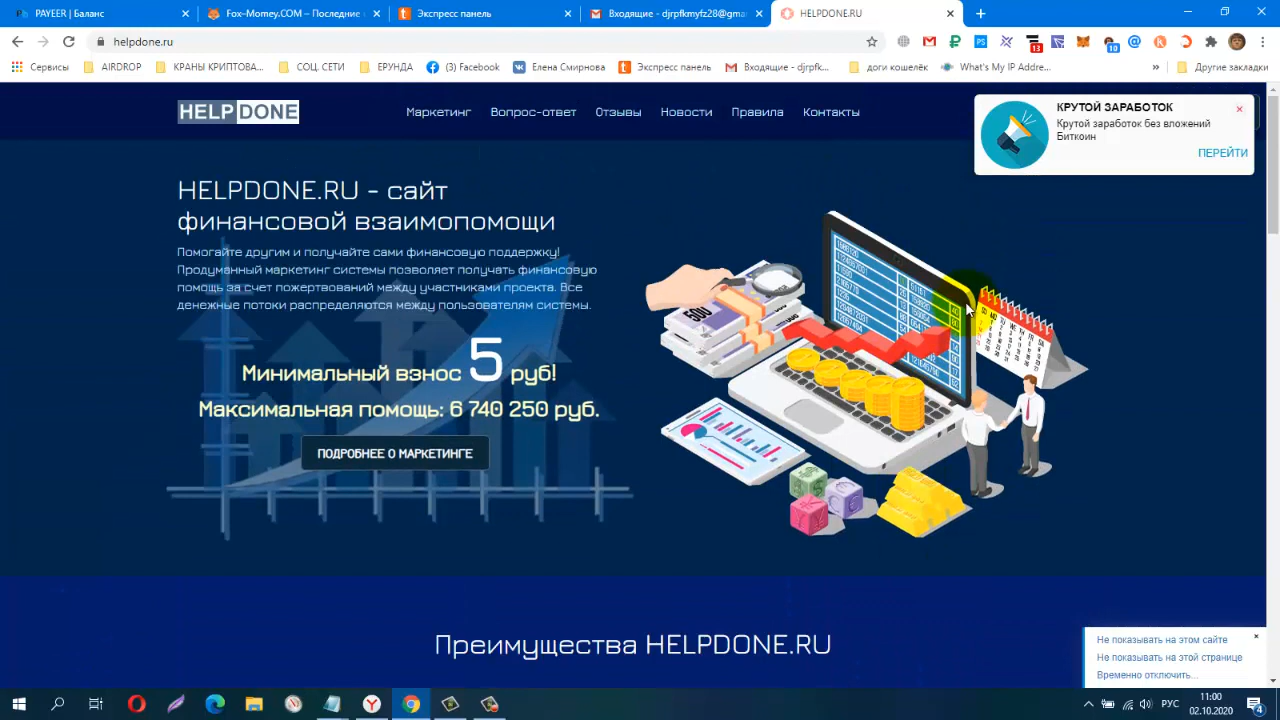 PAYEER | Баланс
Fox-Momey.COM – Последние
Экспресс панель
Входящие - djrpfkmyfz28@gmai
HELPDONE.RU
helpdone.ru
13
10
Сервисы
AIRDROP
КРАНЫ КРИПТОВА...
СОЦ. СЕТИ
ЕРУНДА
(3) Facebook
Елена Смирнова
Экспресс панель
Входящие - djrpfk...
доги кошелёк
What's My IP Addre...
»
Другие закладки
HELP DONE
Маркетинг
Вопрос-ответ
Отзывы
Новости
Правила
Контакты
КРУТОЙ ЗАРАБОТОК
Крутой заработок без вложений
Биткоин
ПЕРЕЙТИ
HELPDONE.RU - сайт
финансовой взаимопомощи
Помогайте другим и получайте сами финансовую поддержку!
Продуманный маркетинг системы позволяет получать финансовую
помощь за счет пожертвований между участниками проекта. Все
денежные потоки распределяются между пользователям системы.
Минимальный взнос 5 руб!
Максимальная помощь: 6 740 250 руб.
ПОДРОБНЕЕ О МАРКЕТИНГЕ
500
Преимущества HELPDONE.RU
Не показывать на этом сайте
Не показывать на этой странице
Временно отключить...
РУС
11:00
02.10.2020
4